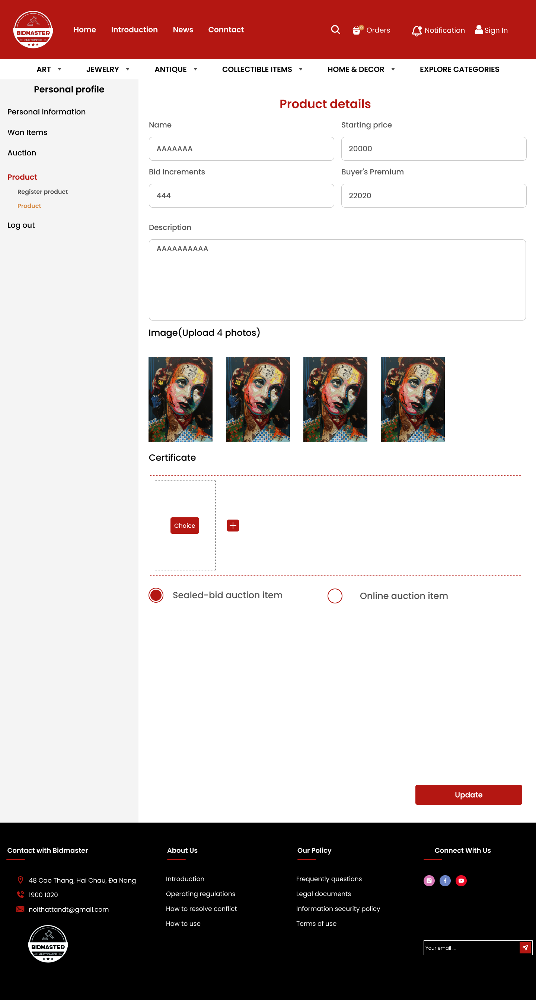 BIDMASTER
AUCTIONACE
Home Introduction News Conntact
0 Orders Notification Sign In
ART JEWELRY ANTIQUE COLLECTIBLE ITEMS HOME & DECOR EXPLORE CATEGORIES
Personal profile
Personal information
Won Items
Auction
Product
Register product
Product
Log out
Product details
Name Starting price
AAAAAAA 20000
Bid Increments Buyer's Premium
444 22020
Description
AAAAAAAAAA
Image(Upload 4 photos)
Certificate
Choice
Sealed-bid auction item Online auction item
Update
Contact with Bidmaster
48 Cao Thang, Hai Chau, Đa Nang
1900 1020
noithattandt@gmail.com
BIDMASTER
AUCTIONACE
About Us
Introduction
Operating regulations
How to resolve conflict
How to use
Our Policy
Frequently questions
Legal documents
Information security policy
Terms of use
Connect With Us
Your email ...